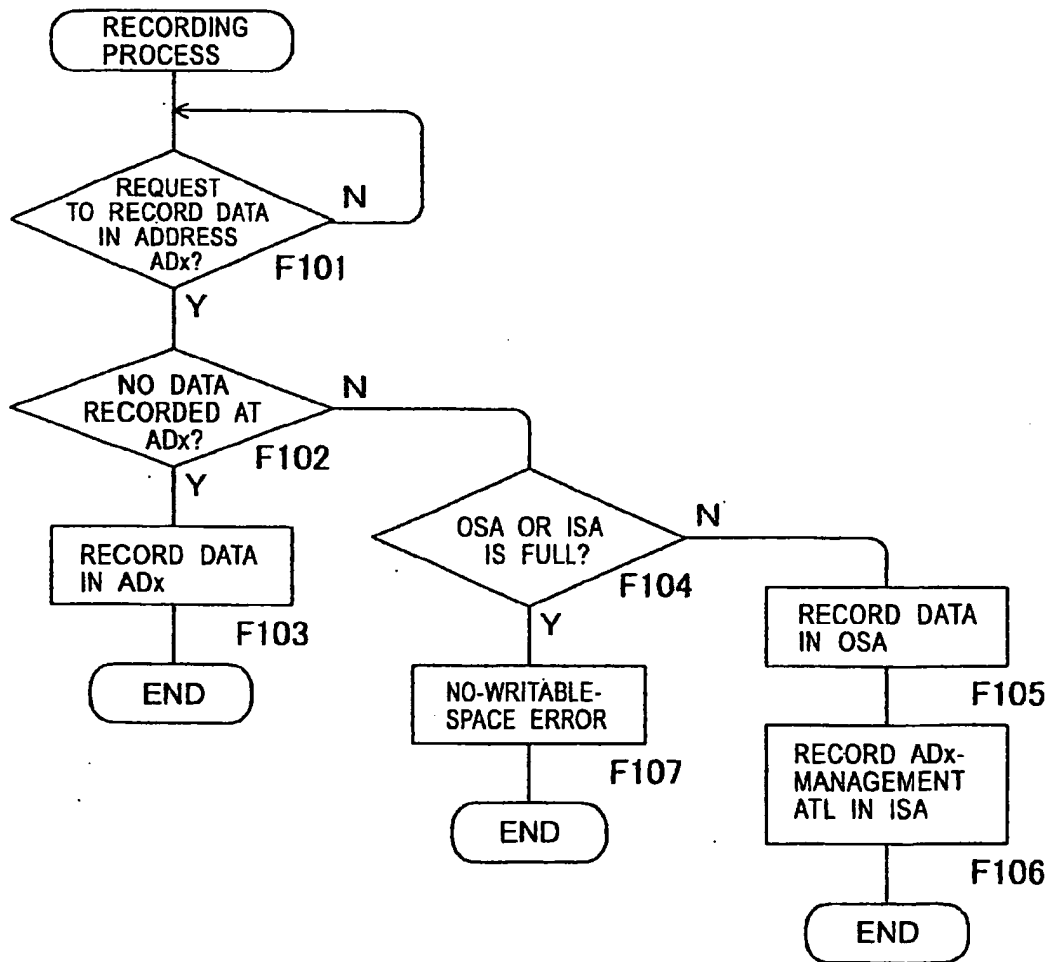 RECORDING
PROCESS
REQUEST
TO RECORD DATA
IN ADDRESS
ADx?
N
F101
Y
NO DATA
RECORDED AT
ADx?
N
F102
Y
RECORD DATA
IN ADx
F103
END
OSA OR ISA
IS FULL?
N
F104
Y
NO-WRITABLE-
SPACE ERROR
F107
END
RECORD DATA
IN OSA
F105
RECORD ADx-
MANAGEMENT
ATL IN ISA
F106
END